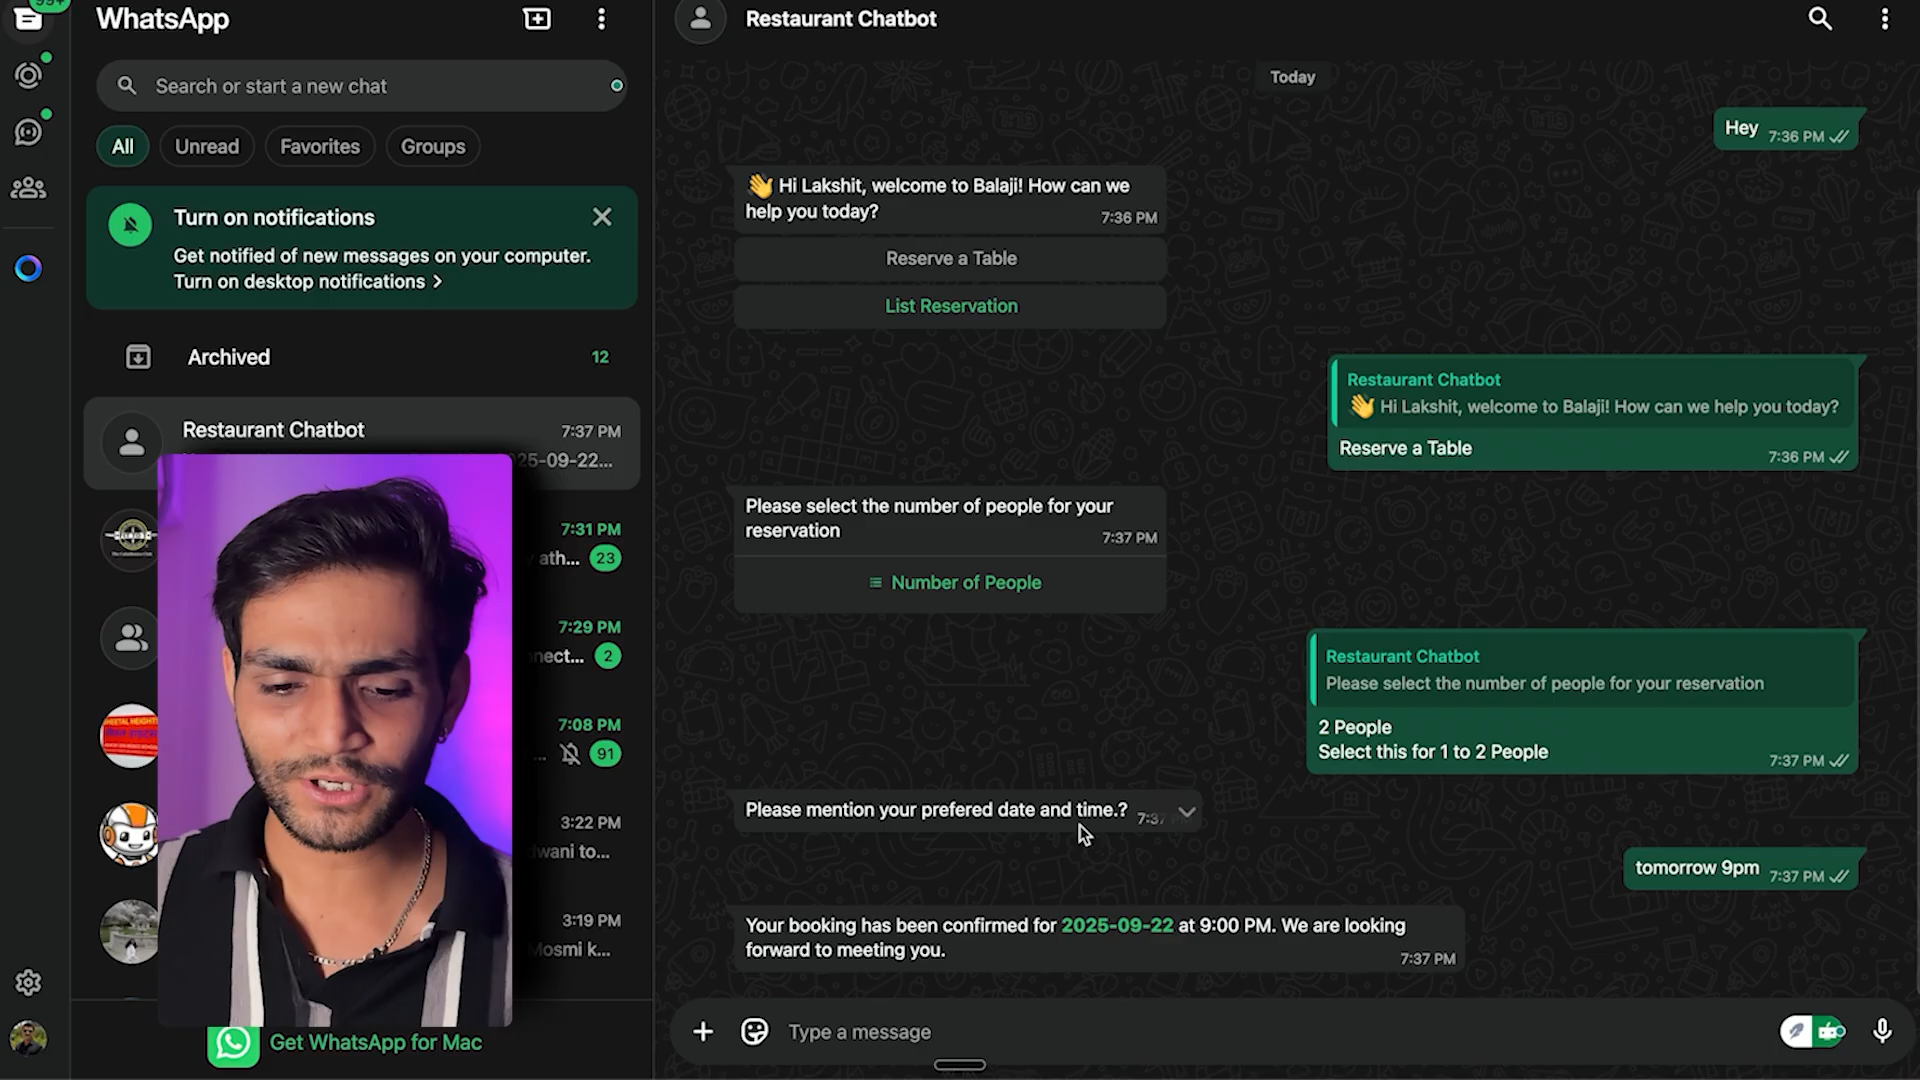 99+
WhatsApp
Search or start a new chat
All
Unread
Favorites
Groups
Turn on notifications
Get notified of new messages on your computer.
Turn on desktop notifications >
Archived
12
Restaurant Chatbot
7:37 PM
25-09-22...
7:31 PM
ath...
23
7:29 PM
nect...
2
7:08 PM
...
91
3:22 PM
dwani to...
3:19 PM
Mosmi k...
Get WhatsApp for Mac
Restaurant Chatbot
Today
Hey
7:36 PM
👋 Hi Lakshit, welcome to Balaji! How can we
help you today?
7:36 PM
Reserve a Table
List Reservation
Restaurant Chatbot
👋 Hi Lakshit, welcome to Balaji! How can we help you today?
Reserve a Table
7:36 PM
Please select the number of people for your
reservation
7:37 PM
Number of People
Restaurant Chatbot
Please select the number of people for your reservation
2 People
Select this for 1 to 2 People
7:37 PM
Please mention your prefered date and time.?
7:37
tomorrow 9pm
7:37 PM
Your booking has been confirmed for 2025-09-22 at 9:00 PM. We are looking
forward to meeting you.
7:37 PM
Type a message